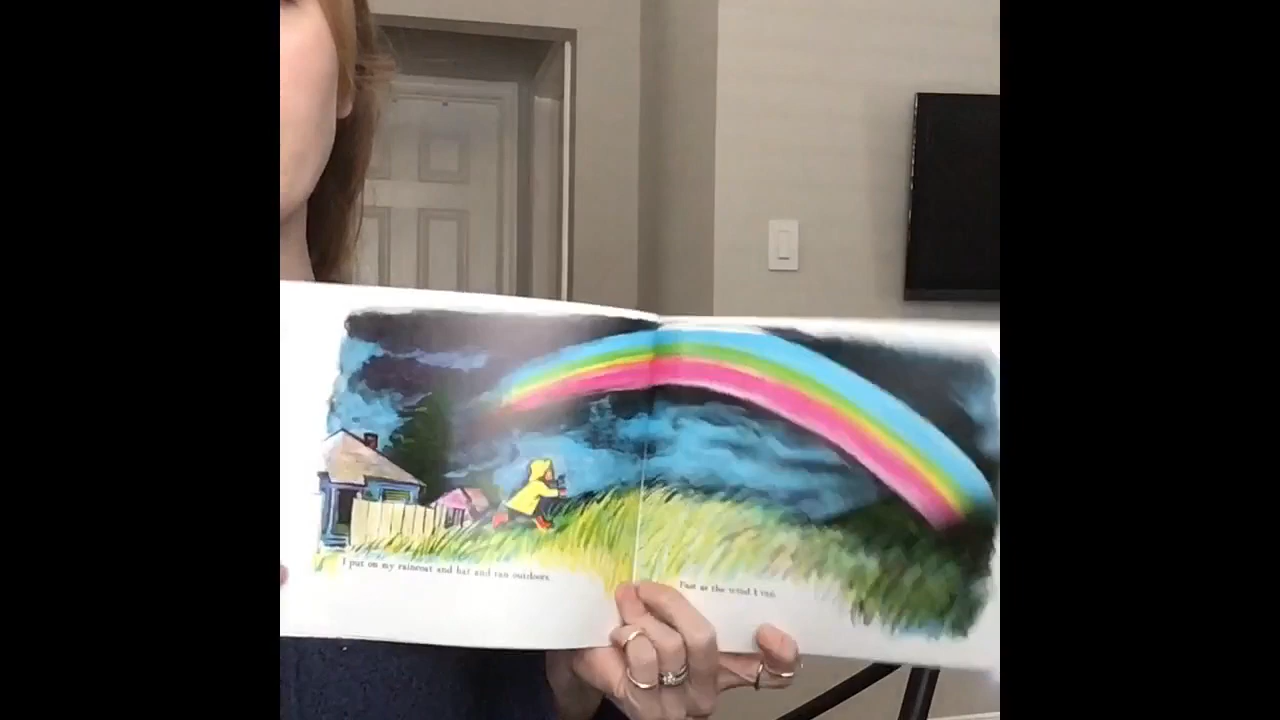 I put on my raincoat and hat and ran outdoors.
Fast as the wind I ran.